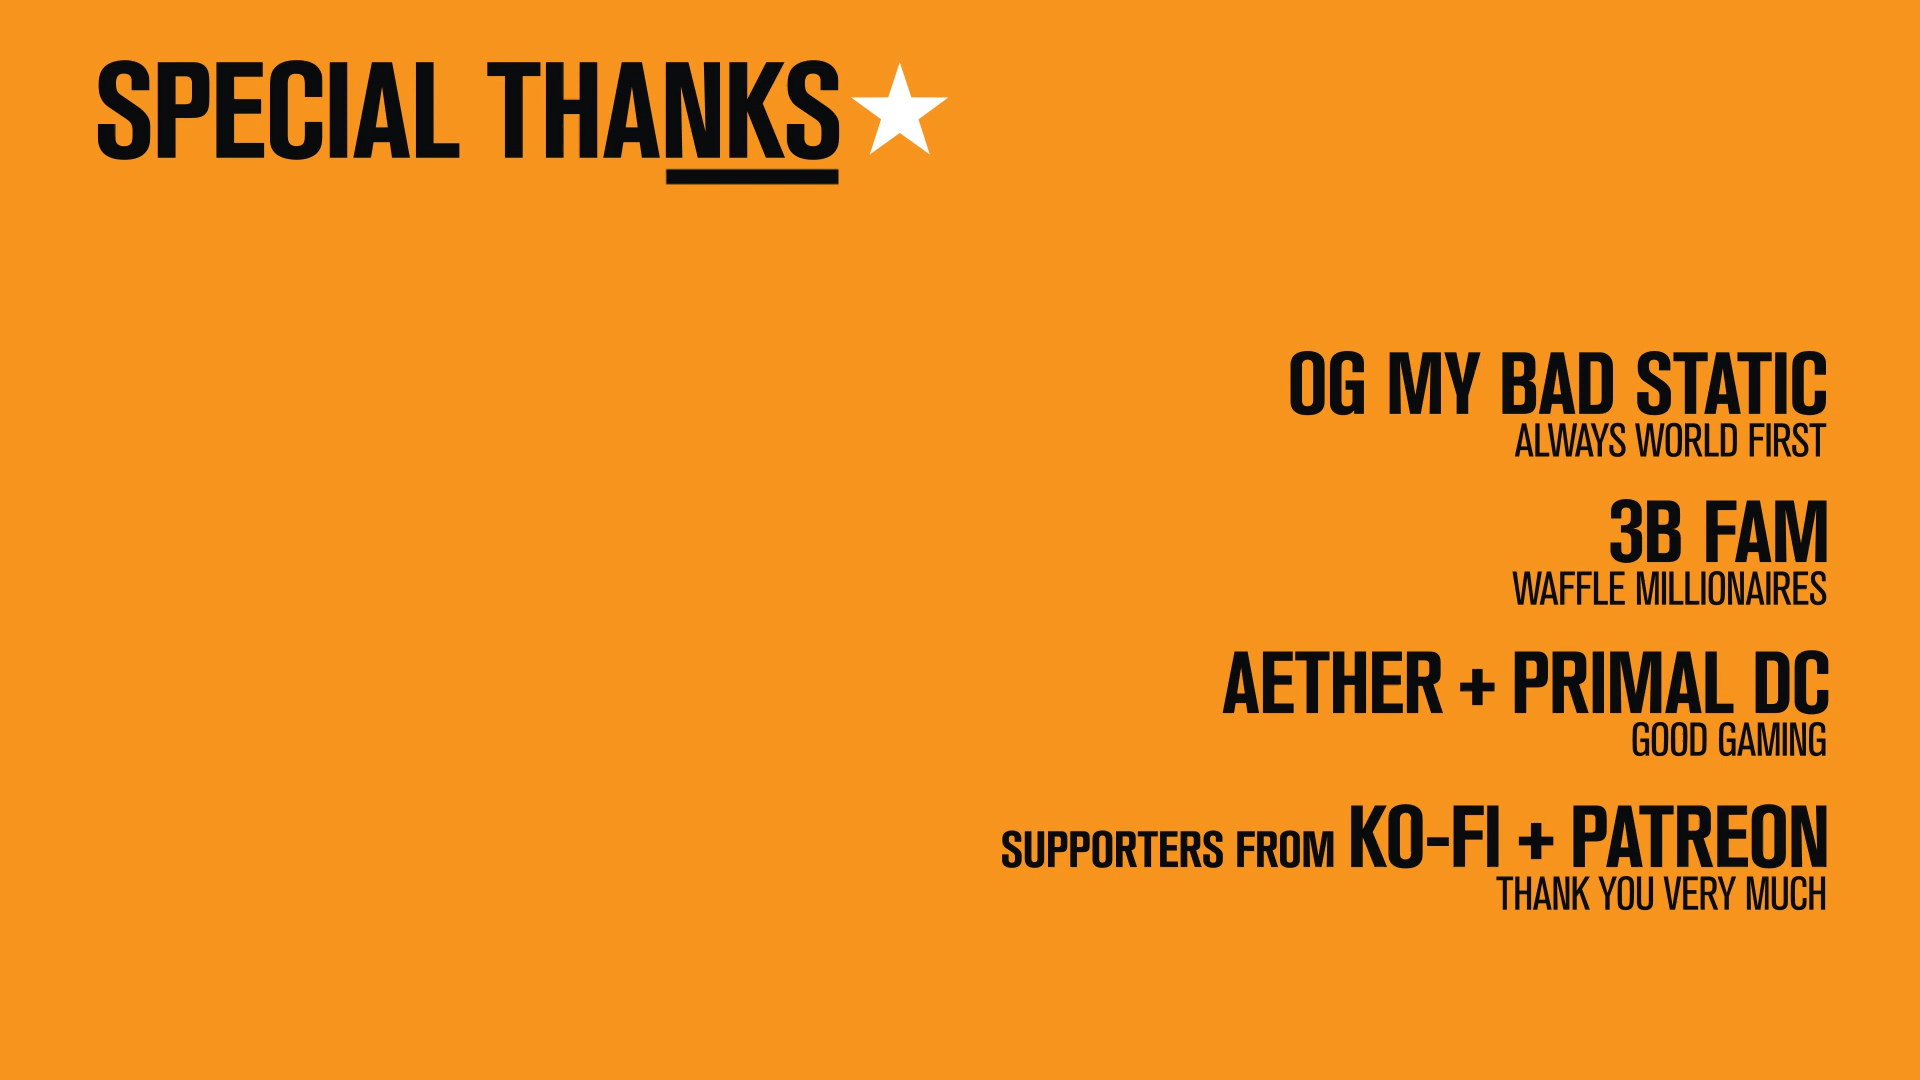 SPECIAL THANKS
OG MY BAD STATIC
ALWAYS WORLD FIRST
3B FAM
WAFFLE MILLIONAIRES
AETHER + PRIMAL DC
GOOD GAMING
SUPPORTERS FROM KO-FI + PATREON
THANK YOU VERY MUCH